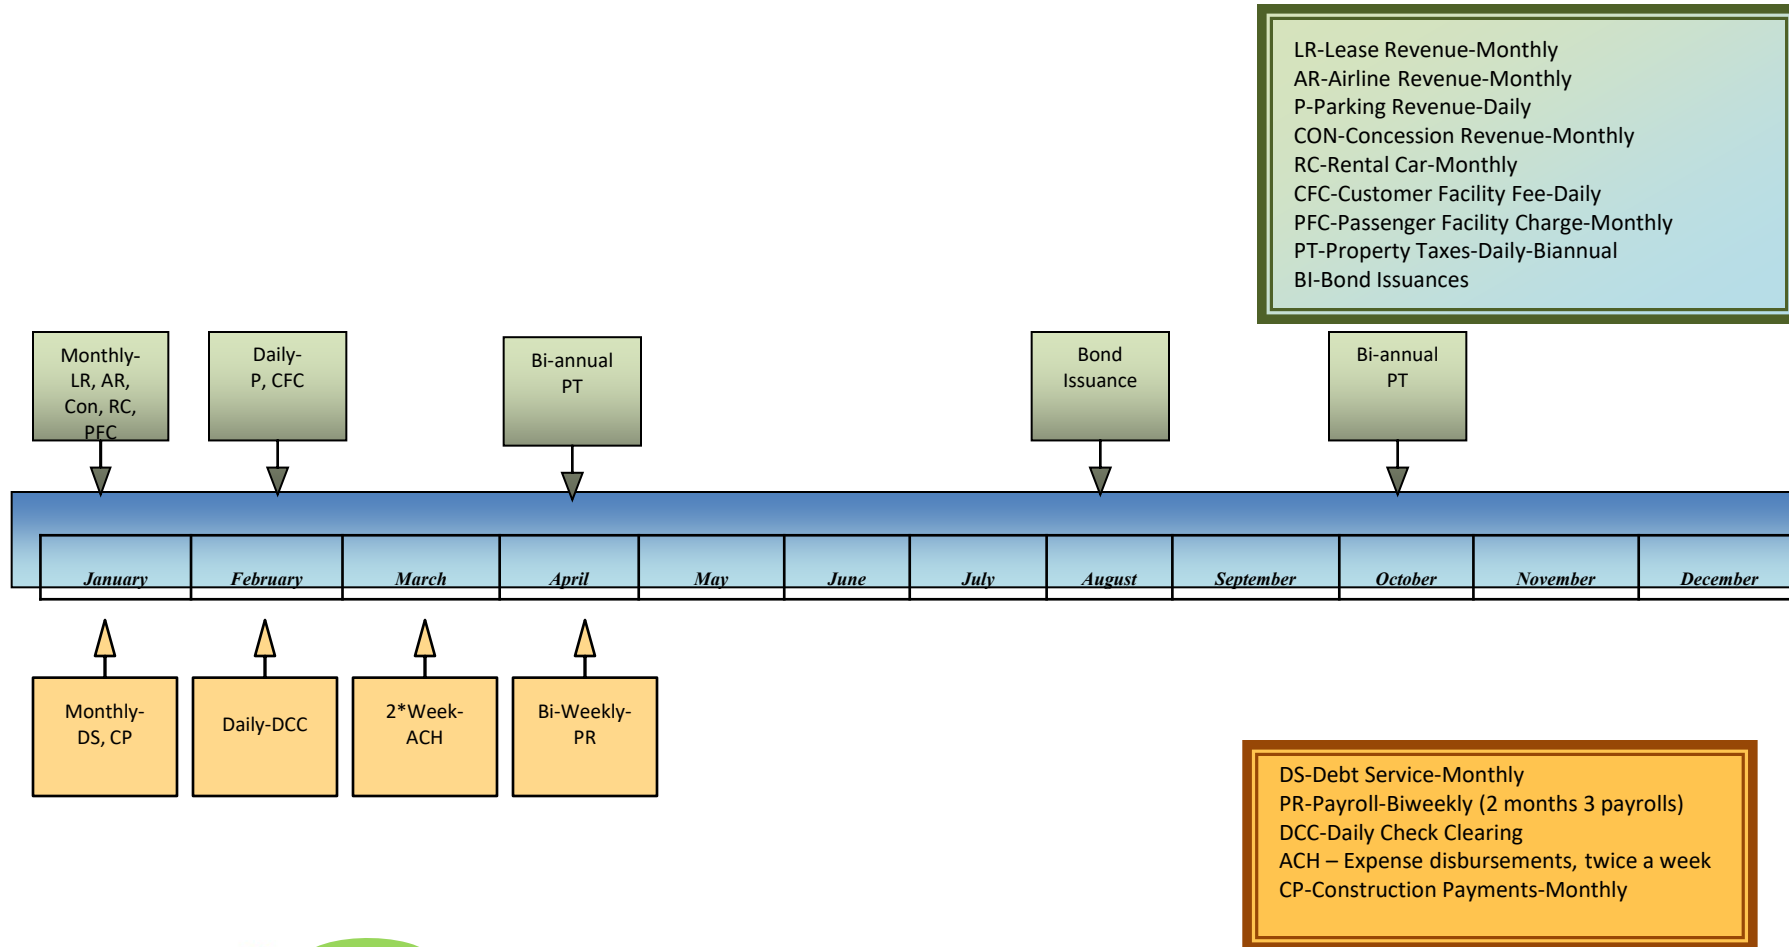 LR-Lease Revenue-Monthly
AR-Airline Revenue-Monthly
P-Parking Revenue-Daily
CON-Concession Revenue-Monthly
RC-Rental Car-Monthly
CFC-Customer Facility Fee-Daily
PFC-Passenger Facility Charge-Monthly
PT-Property Taxes-Daily-Biannual
BI-Bond Issuances
Monthly-
LR, AR,
Con, RC,
PFC
Daily-
P, CFC
Bi-annual
PT
Bond
Issuance
Bi-annual
PT
January
February
March
April
May
June
July
August
September
October
November
December
Monthly-
DS, CP
Daily-DCC
2*Week-
ACH
Bi-Weekly-
PR
DS-Debt Service-Monthly
PR-Payroll-Biweekly (2 months 3 payrolls)
DCC-Daily Check Clearing
ACH – Expense disbursements, twice a week
CP-Construction Payments-Monthly